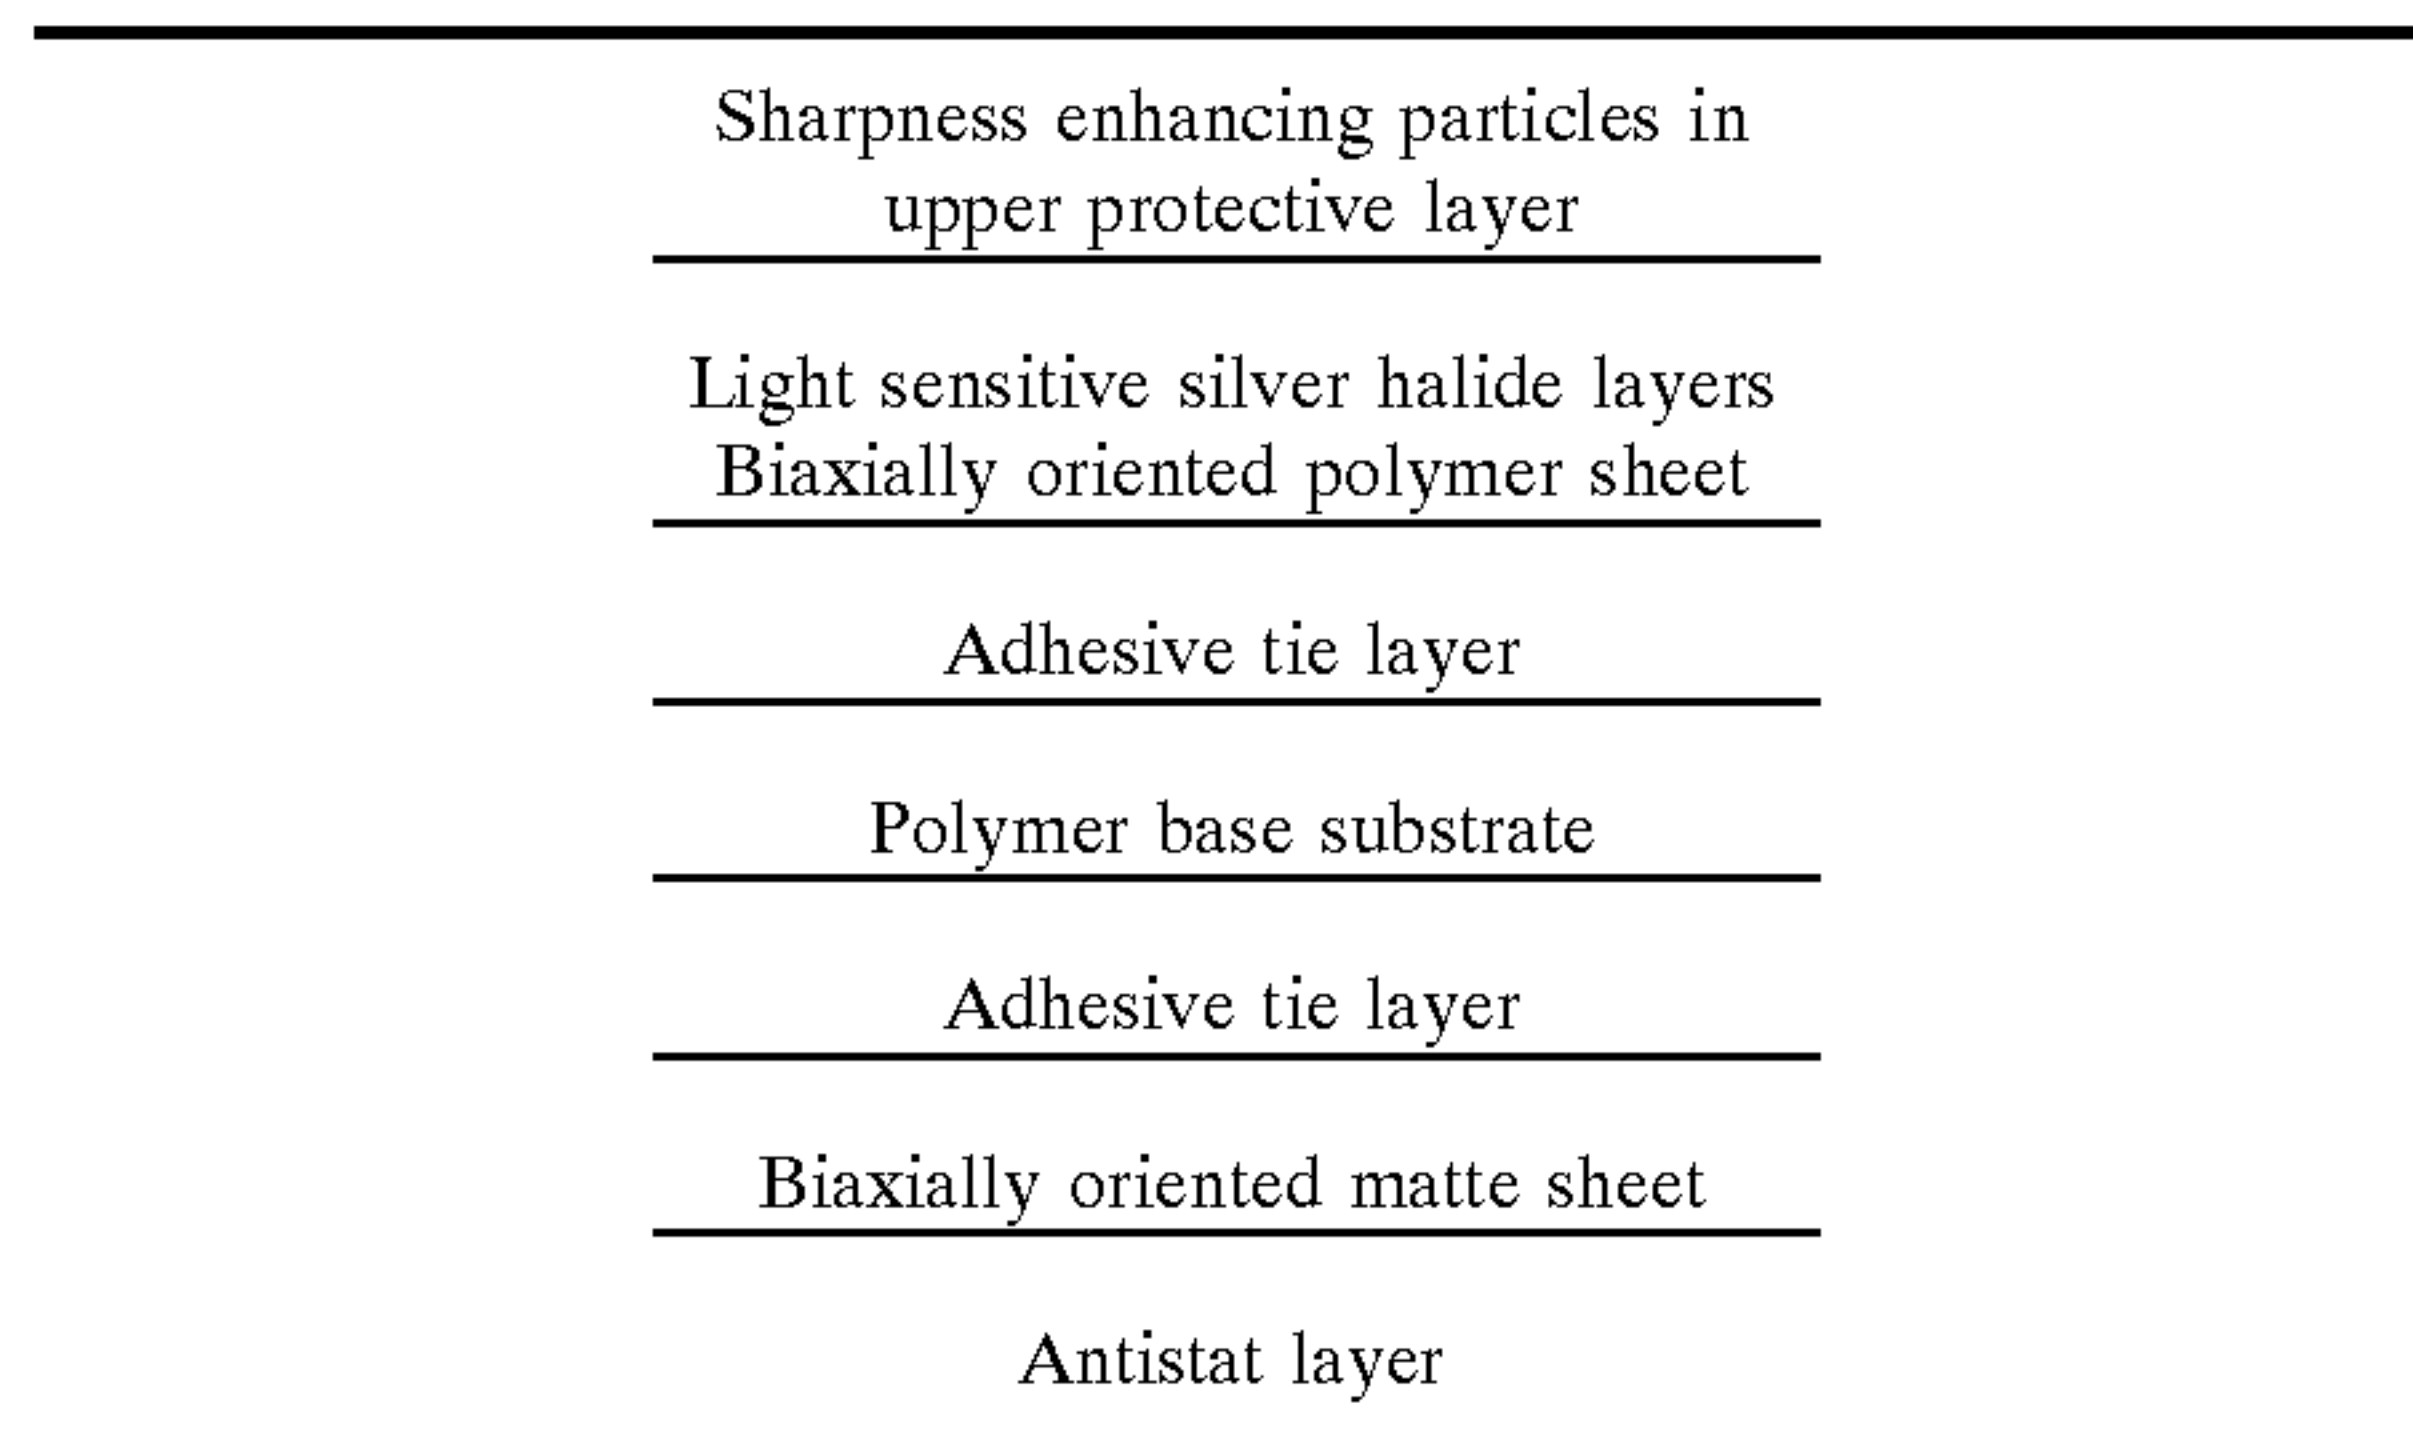 Sharpness enhancing particles in
upper protective layer
Light sensitive silver halide layers
Biaxially oriented polymer sheet
Adhesive tie layer
Polymer base substrate
Adhesive tie layer
Biaxially oriented matte sheet
Antistat layer